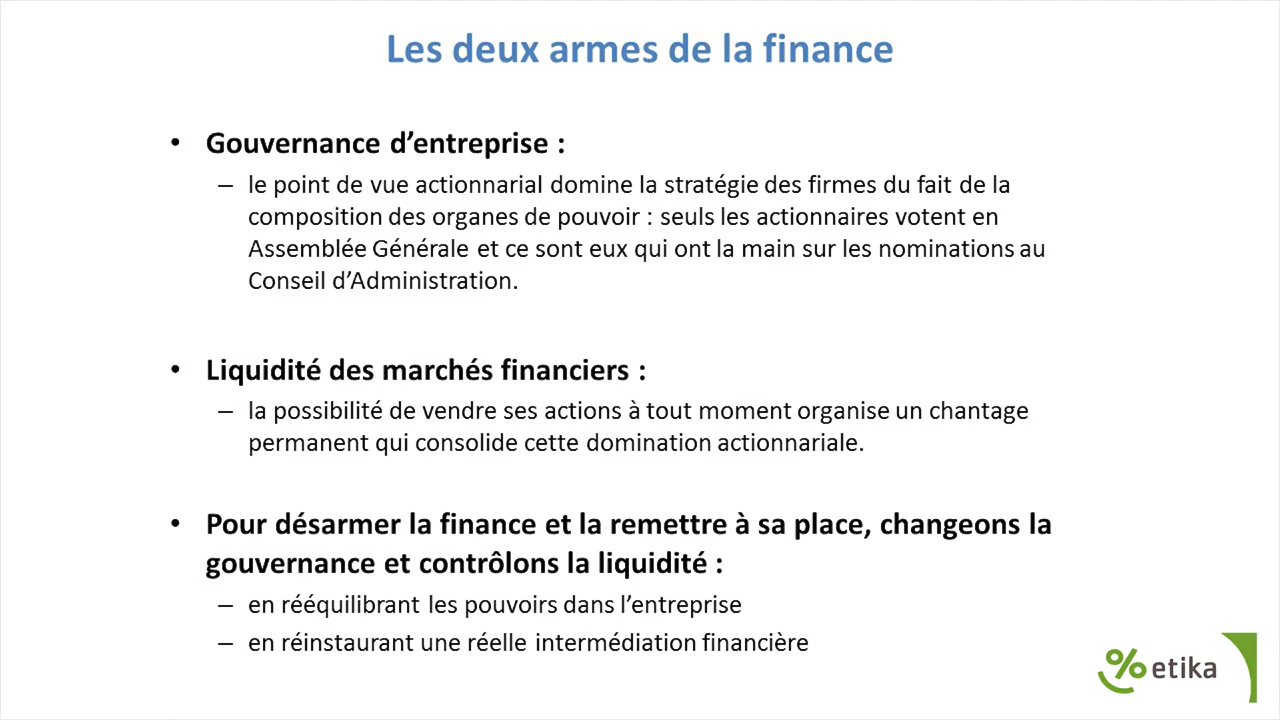 Les deux armes de la finance
• Gouvernance d’entreprise :
– le point de vue actionnarial domine la stratégie des firmes du fait de la
composition des organes de pouvoir : seuls les actionnaires votent en
Assemblée Générale et ce sont eux qui ont la main sur les nominations au
Conseil d’Administration.
• Liquidité des marchés financiers :
– la possibilité de vendre ses actions à tout moment organise un chantage
permanent qui consolide cette domination actionnariale.
• Pour désarmer la finance et la remettre à sa place, changeons la
gouvernance et contrôlons la liquidité :
– en rééquilibrant les pouvoirs dans l’entreprise
– en réinstaurant une réelle intermédiation financière
% etika